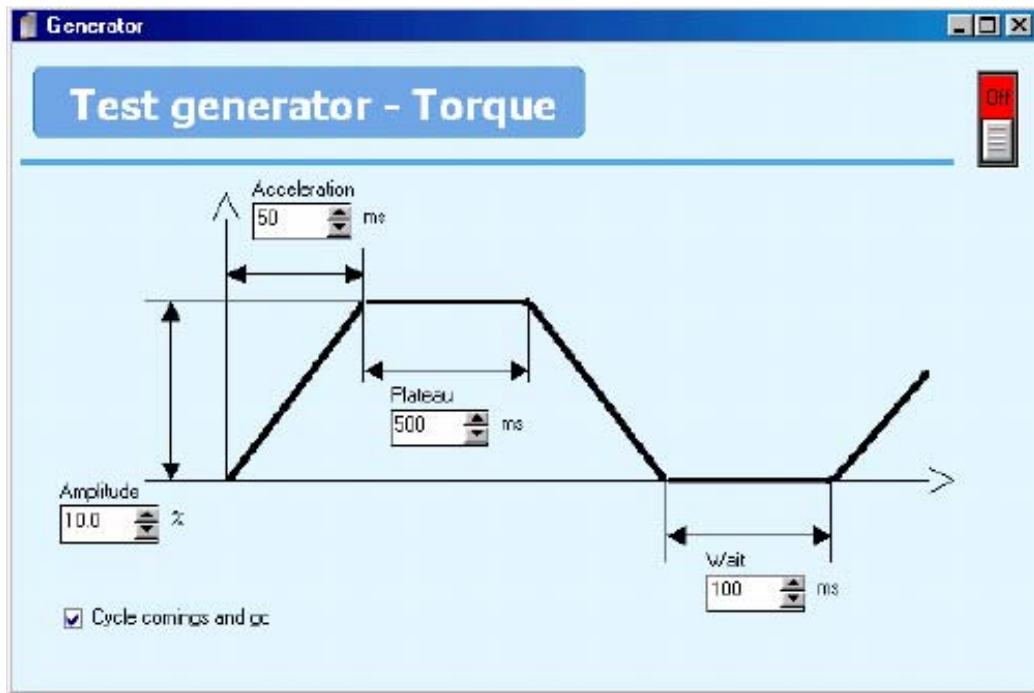 Generator
Test generator - Torque
Off
Acceleration
50 ms
Plateau
500 ms
Amplitude
10.0 %
Wait
100 ms
Cycle comings and gc